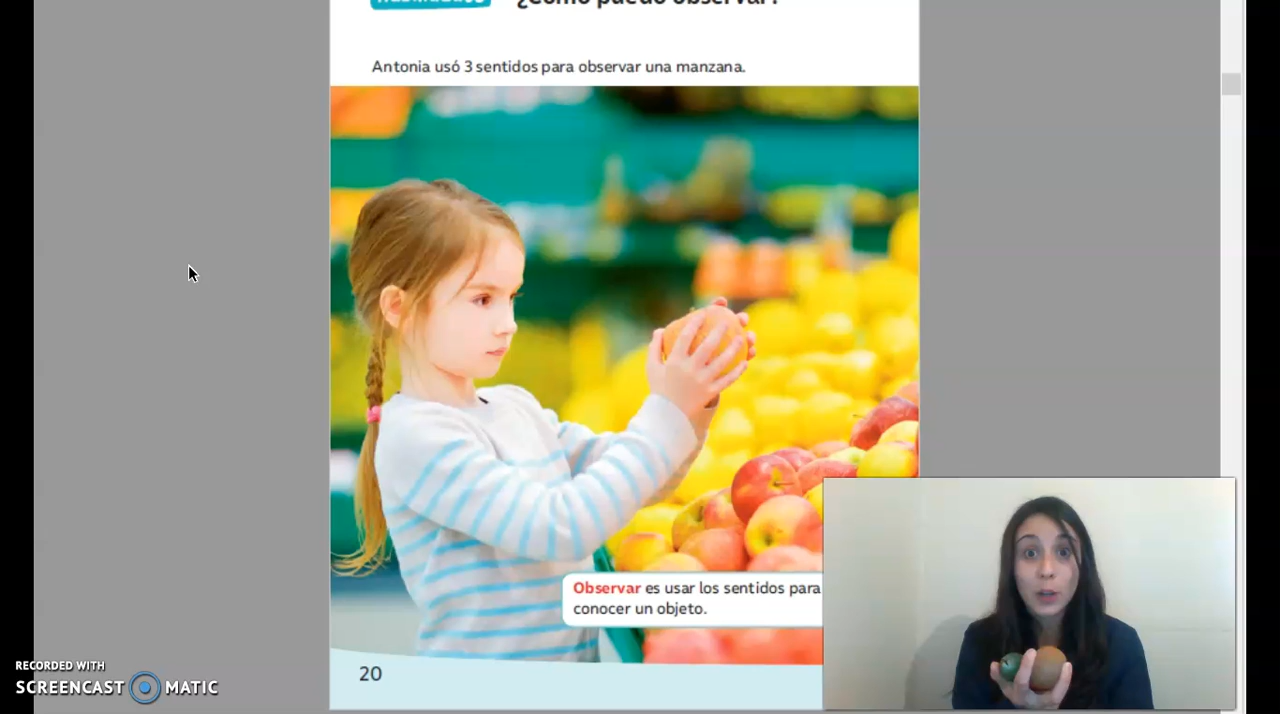 Habilidades
¿Cómo puedo observar?
Antonia usó 3 sentidos para observar una manzana.
Observar es usar los sentidos para
conocer un objeto.
20
RECORDED WITH
SCREENCAST MATIC